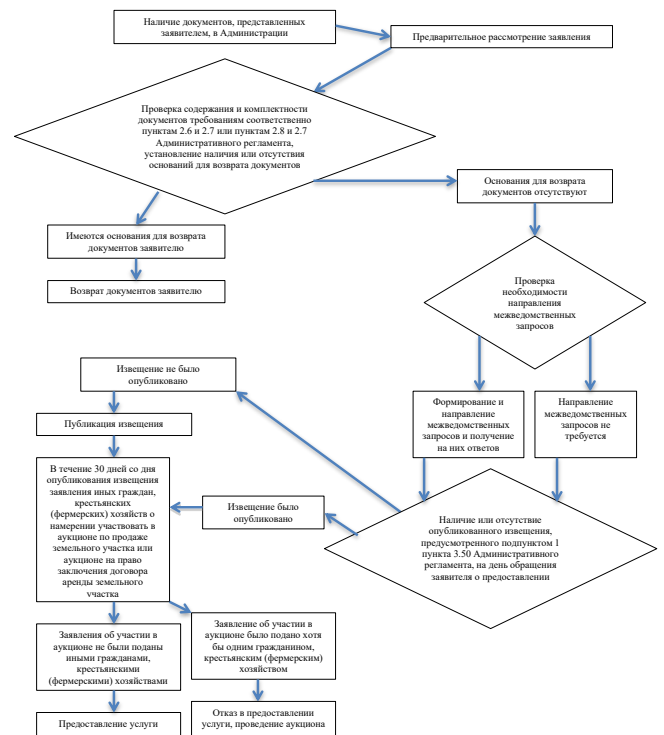 Наличие документов, представленных
заявителем, в Администрации
Предварительное рассмотрение заявления
Проверка содержания и комплектности
документов требованиям соответственно
пунктам 2.6 и 2.7 или пунктам 2.8 и 2.7
Административного регламента,
установление наличия или отсутствия
оснований для возврата документов
Основания для возврата
документов отсутствуют
Имеются основания для возврата
документов заявителю
Возврат документов заявителю
Проверка
необходимости
направления
межведомственных
запросов
Извещение не было
опубликовано
Формирование и
направление
межведомственных
запросов и получение
на них ответов
Направление
межведомственных
запросов не
требуется
Публикация извещения
В течение 30 дней со дня
опубликования извещения
заявления иных граждан,
крестьянских
(фермерских) хозяйств о
намерении участвовать в
аукционе по продаже
земельного участка или
аукционе на право
заключения договора
аренды земельного
участка
Извещение было
опубликовано
Наличие или отсутствие
опубликованного извещения,
предусмотренного подпунктом 1
пункта 3.50 Административного
регламента, на день обращения
заявителя о предоставлении
Заявления об участии в
аукционе не были поданы
иными гражданами,
крестьянскими
(фермерскими) хозяйствами
Заявление об участии в
аукционе было подано хотя
бы одним гражданином,
крестьянским (фермерским)
хозяйством
Предоставление услуги
Отказ в предоставлении
услуги, проведение аукциона